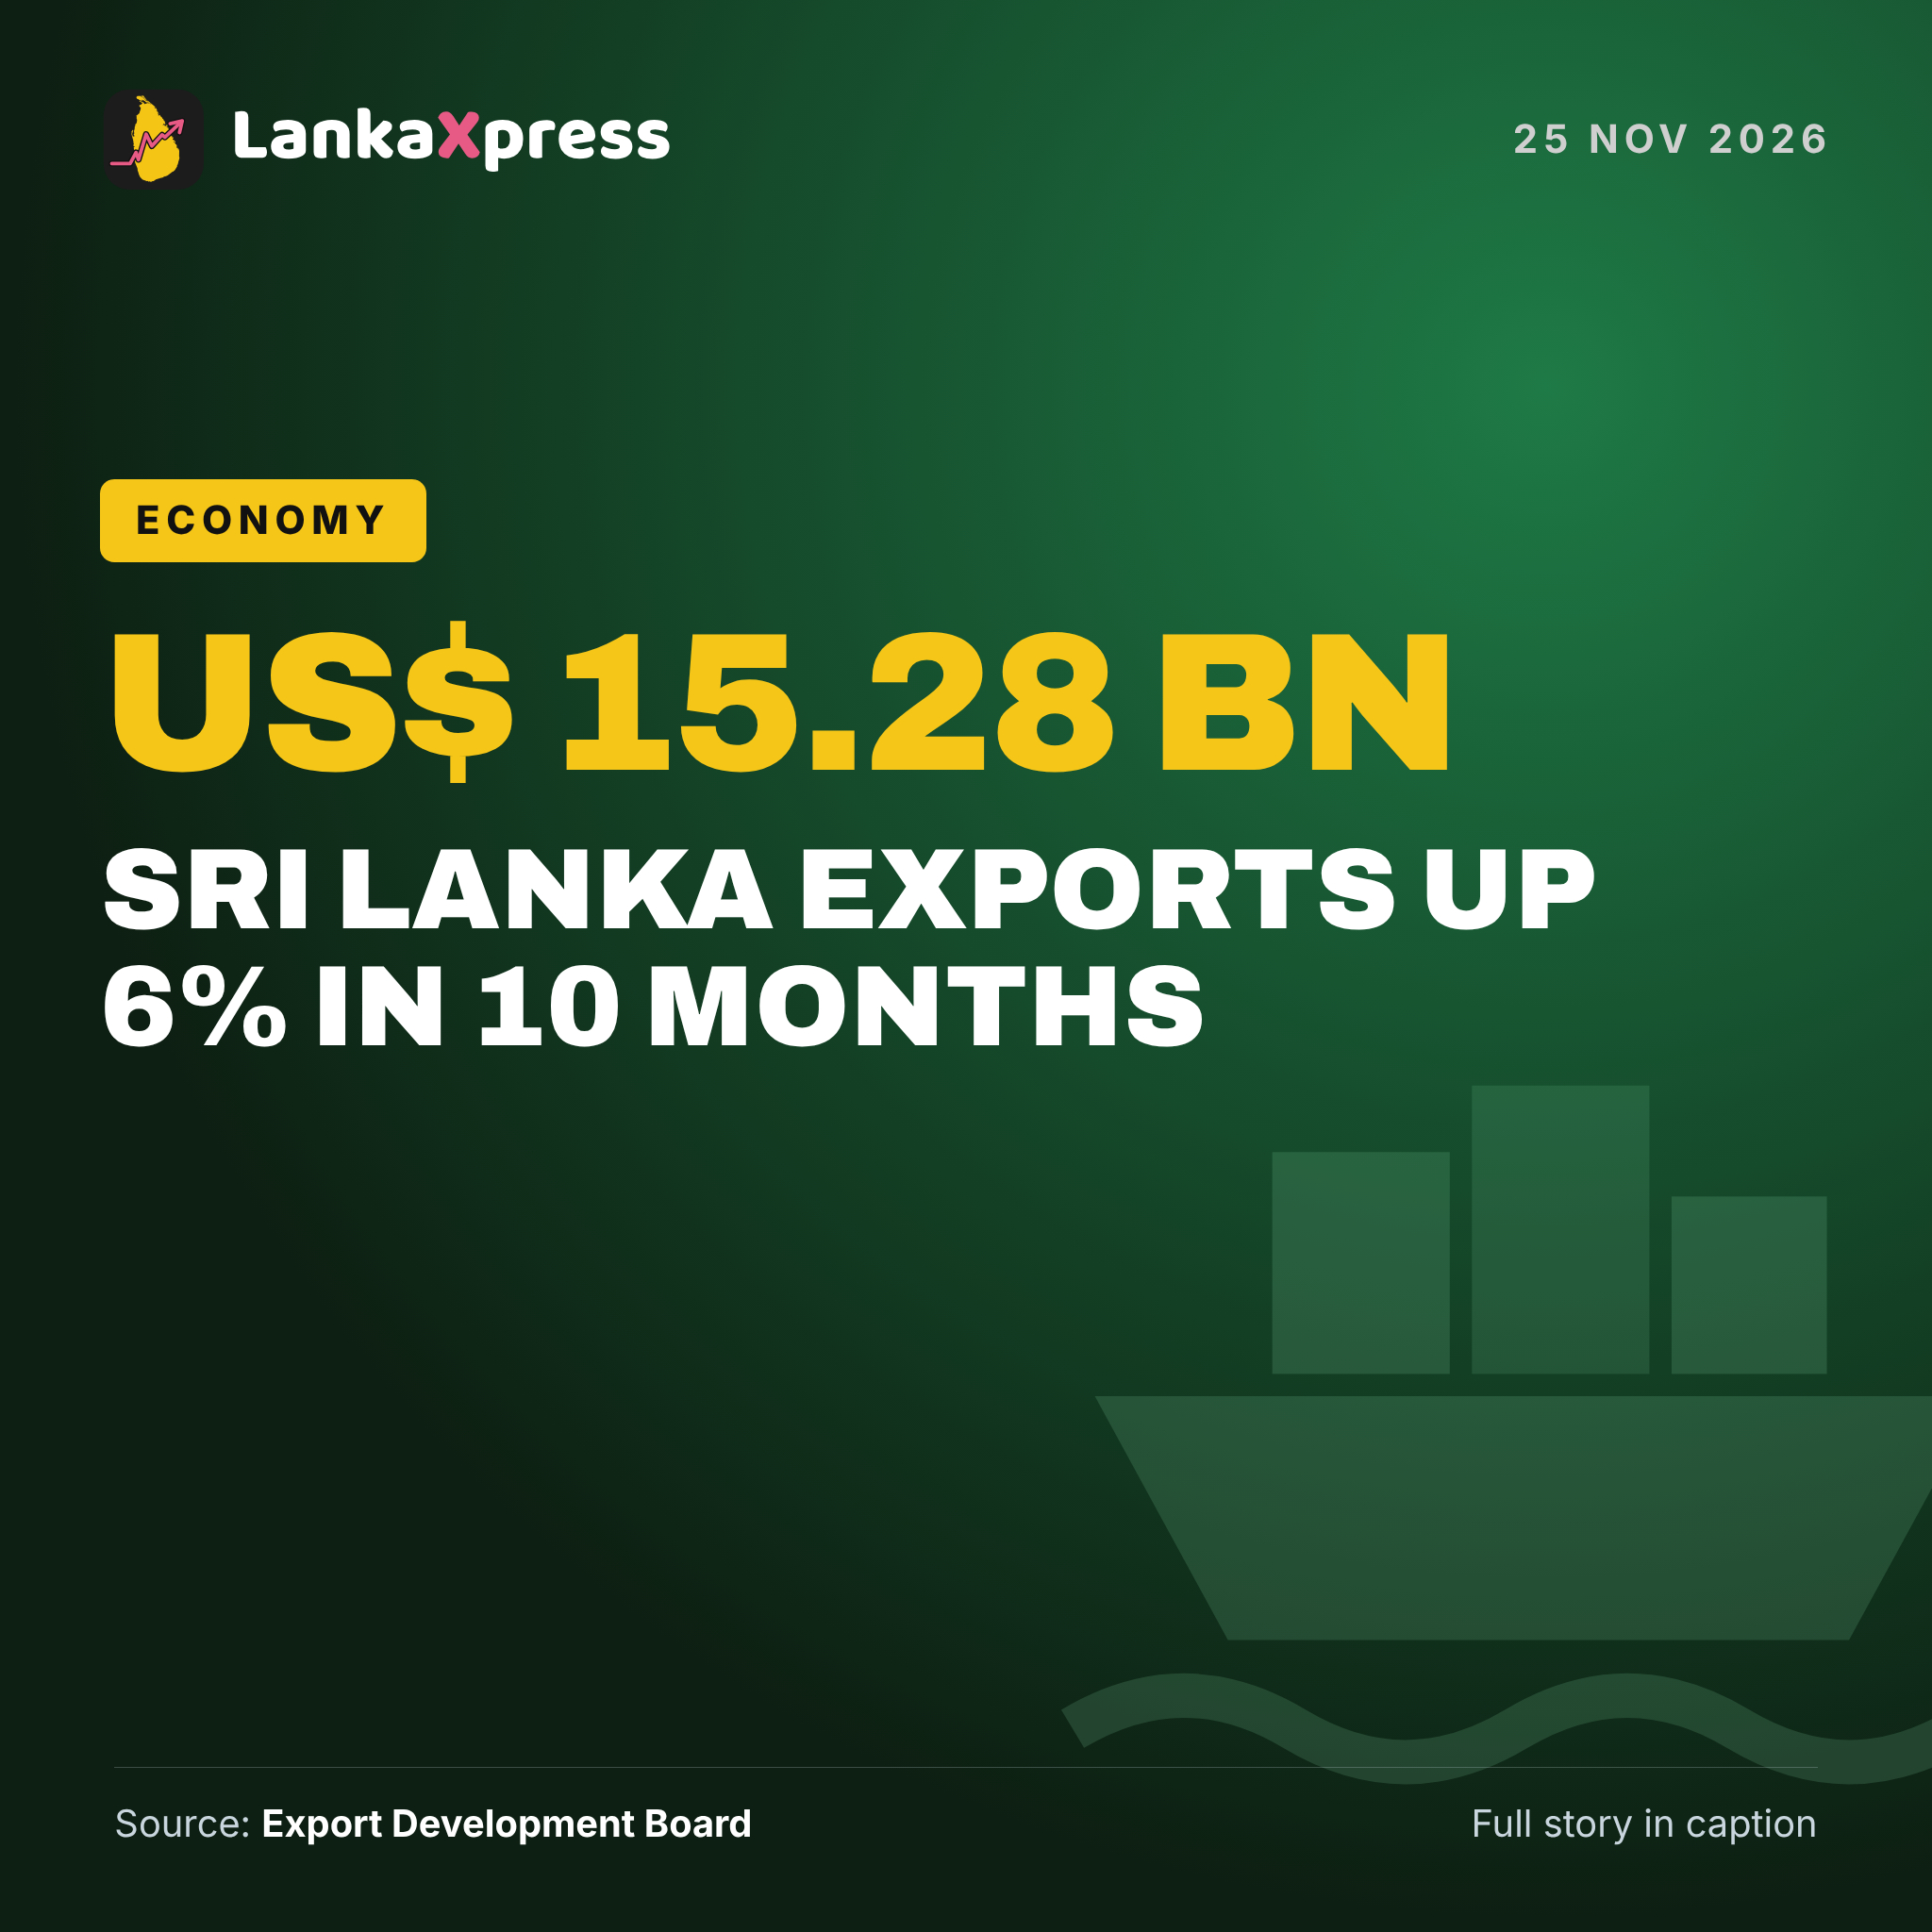 LankaXpress
25 NOV 2026
ECONOMY
US$ 15.28 BN
SRI LANKA EXPORTS UP
6% IN 10 MONTHS
Source: Export Development Board
Full story in caption